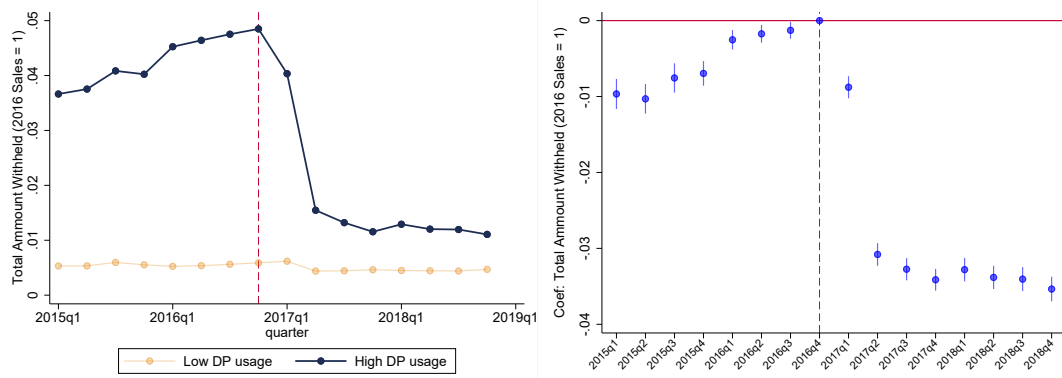 Total Ammount Withheld (2016 Sales = 1)
.05
.04
.03
.02
.01
0
2015q1 2016q1 2017q1 2018q1 2019q1
quarter
Low DP usage High DP usage
Coef: Total Ammount Withheld (2016 Sales = 1)
0
-.01
-.02
-.03
-.04
2015q1 2015q2 2015q3 2015q4 2016q1 2016q2 2016q3 2016q4 2017q1 2017q2 2017q3 2017q4 2018q1 2018q2 2018q3 2018q4